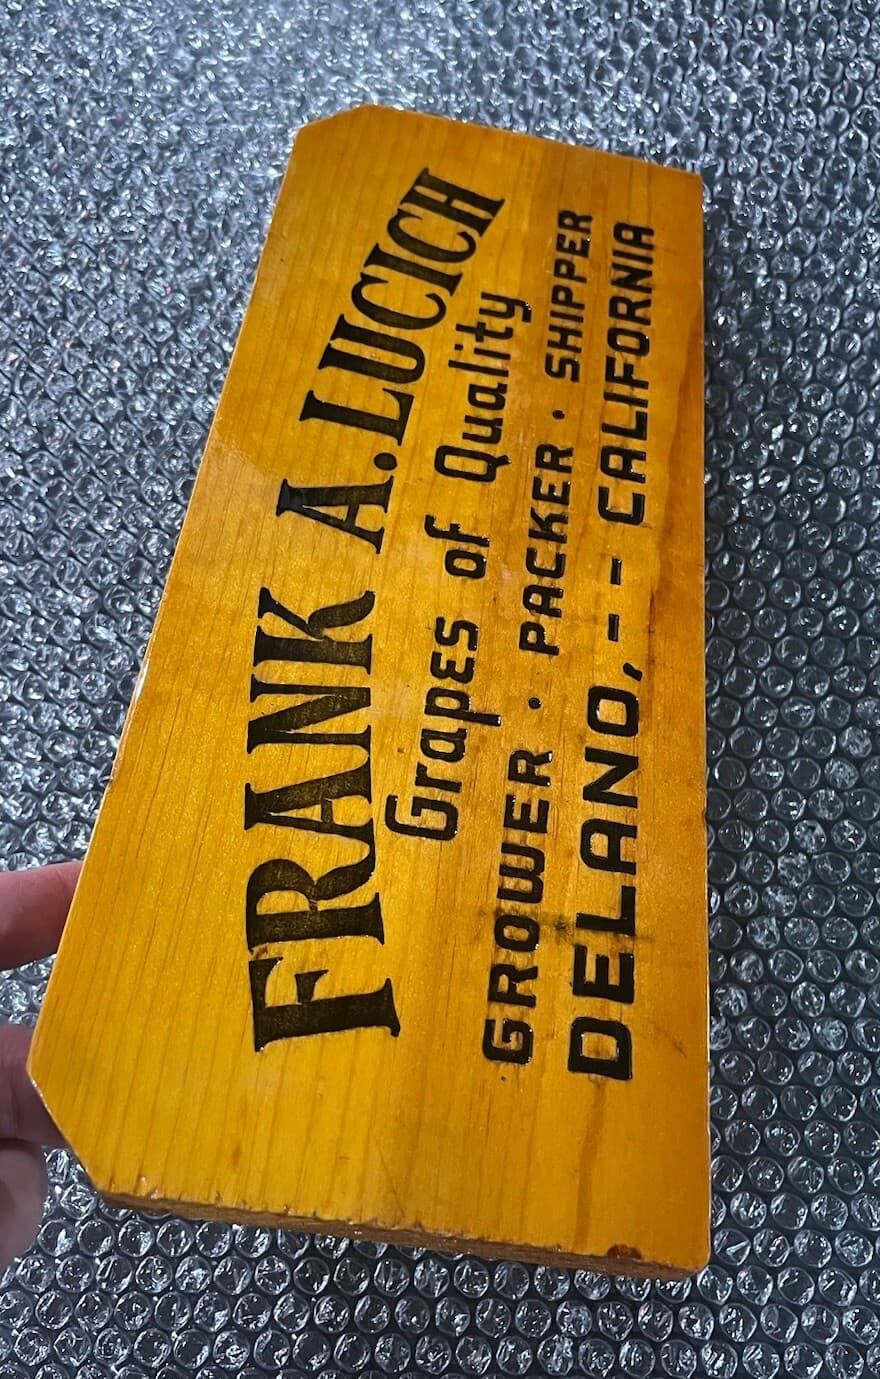 FRANK A. LUCICH
Grapes of Quality
GROWER · PACKER · SHIPPER
DELANO, -- CALIFORNIA